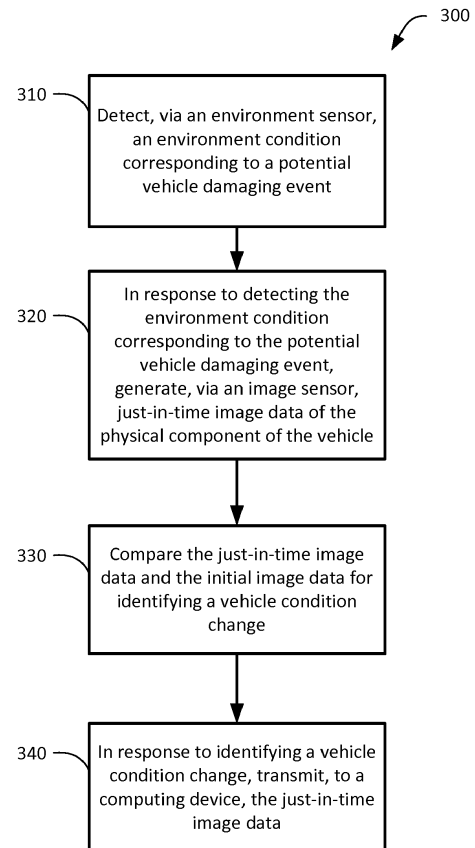 300
310
Detect, via an environment sensor,
an environment condition
corresponding to a potential
vehicle damaging event
320
In response to detecting the
environment condition
corresponding to the potential
vehicle damaging event,
generate, via an image sensor,
just-in-time image data of the
physical component of the vehicle
330
Compare the just-in-time image
data and the initial image data for
identifying a vehicle condition
change
340
In response to identifying a vehicle
condition change, transmit, to a
computing device, the just-in-time
image data